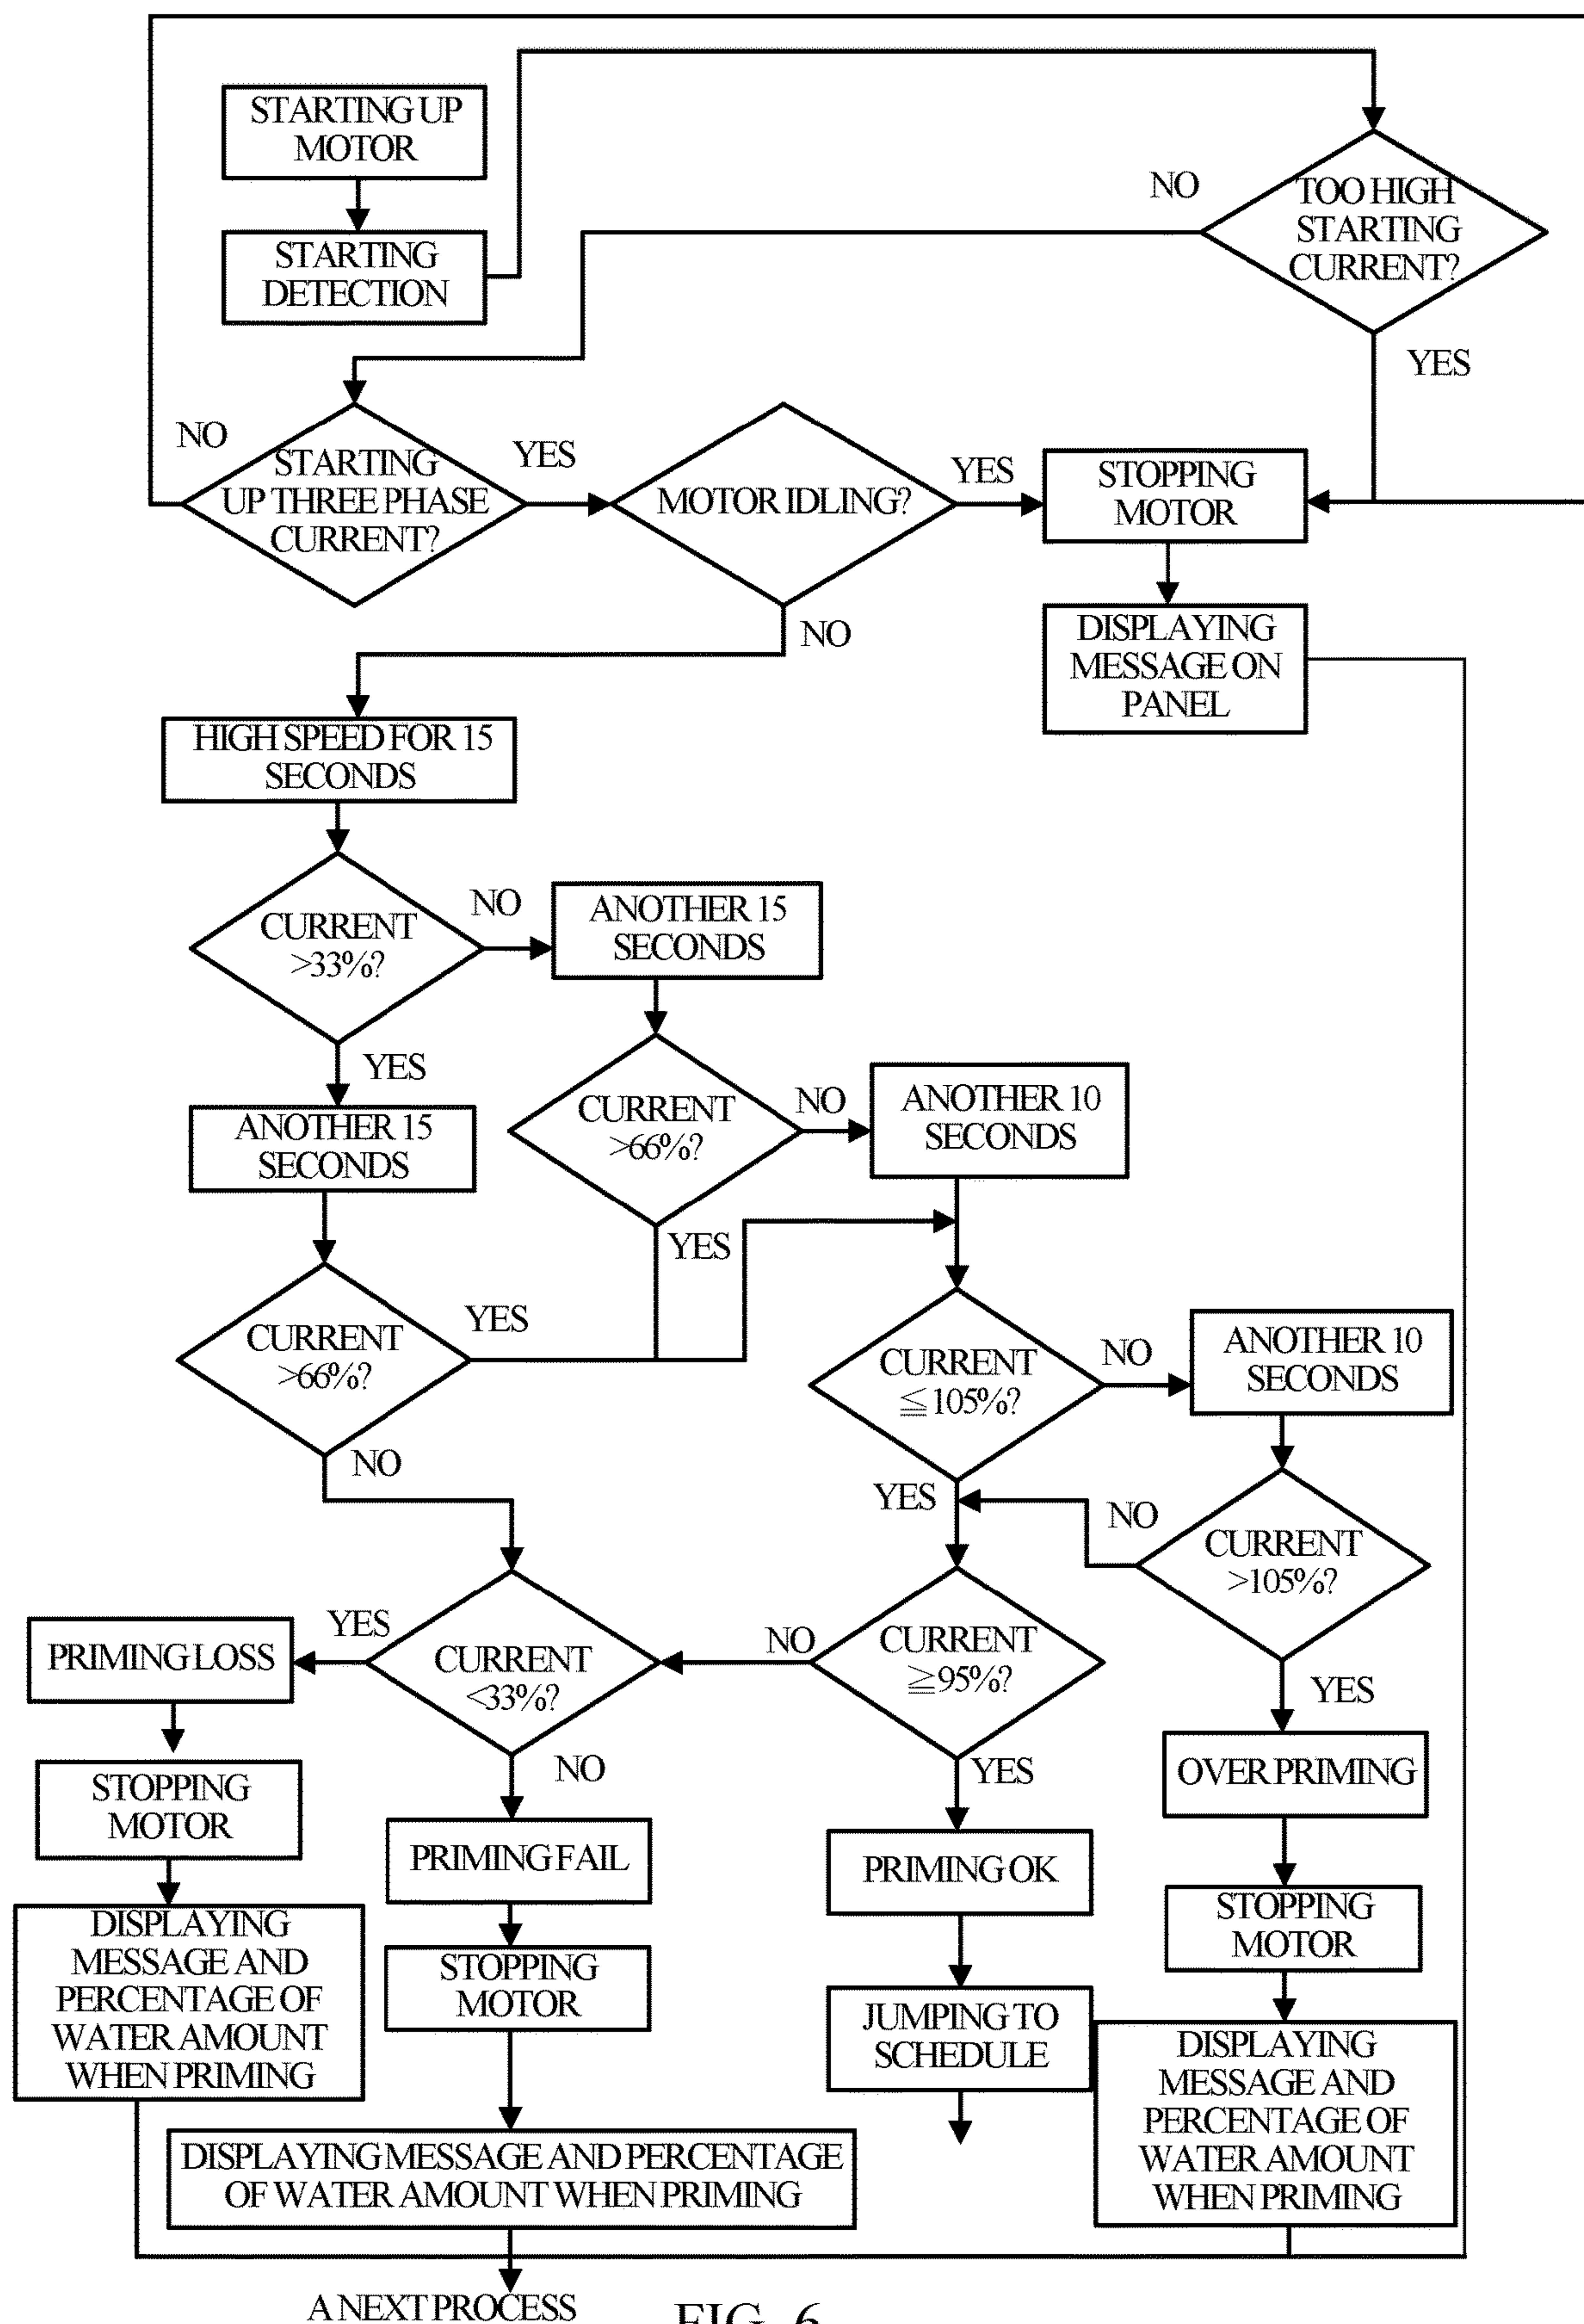 STARTING UP
MOTOR
STARTING
DETECTION
NO
TOO HIGH
STARTING
CURRENT?
YES
NO
STARTING
UP THREE PHASE
CURRENT?
YES
MOTOR IDLING?
YES
STOPPING
MOTOR
NO
DISPLAYING
MESSAGE ON
PANEL
HIGH SPEED FOR 15
SECONDS
CURRENT
>33%?
NO
ANOTHER 15
SECONDS
YES
ANOTHER 15
SECONDS
CURRENT
>66%?
NO
ANOTHER 10
SECONDS
YES
CURRENT
>66%?
YES
NO
CURRENT
≦105%?
NO
ANOTHER 10
SECONDS
YES
NO
CURRENT
>105%?
YES
PRIMING LOSS
YES
CURRENT
<33%?
NO
CURRENT
≧95%?
NO
YES
STOPPING
MOTOR
PRIMING FAIL
PRIMING OK
OVER PRIMING
DISPLAYING
MESSAGE AND
PERCENTAGE OF
WATER AMOUNT
WHEN PRIMING
STOPPING
MOTOR
JUMPING TO
SCHEDULE
STOPPING
MOTOR
DISPLAYING MESSAGE AND PERCENTAGE
OF WATER AMOUNT WHEN PRIMING
DISPLAYING
MESSAGE AND
PERCENTAGE OF
WATER AMOUNT
WHEN PRIMING
A NEXT PROCESS
FIG. 6